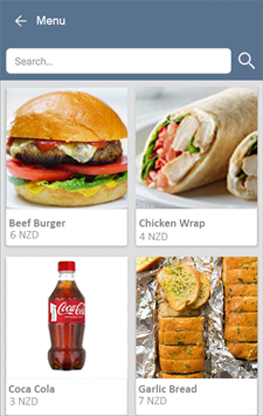 Menu
Search...
Beef Burger
6 NZD
Chicken Wrap
4 NZD
Coca-Cola
Coca Cola
3 NZD
Garlic Bread
7 NZD